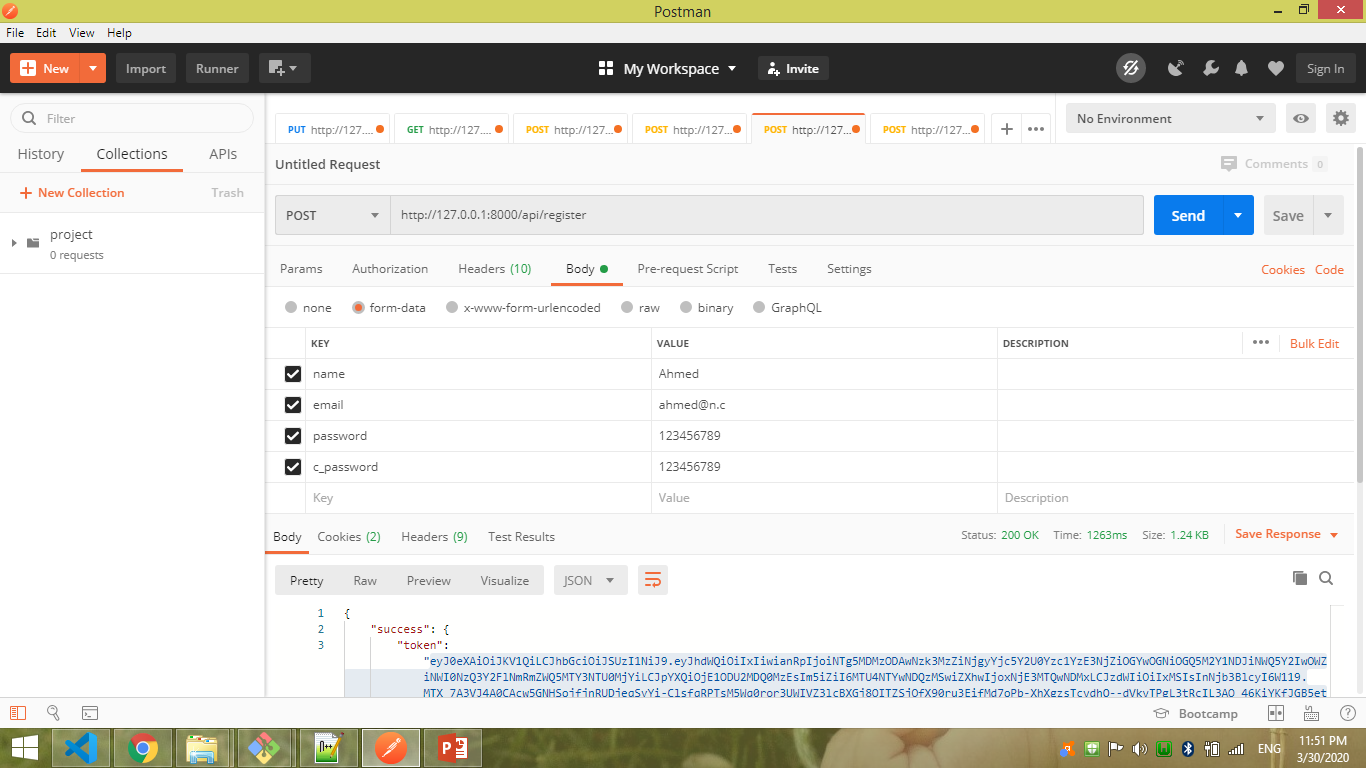 Postman
File Edit View Help
New Import Runner My Workspace Invite Sign In
Filter
History Collections APIs
New Collection Trash
project
0 requests
PUT http://127.... GET http://127.... POST http://127... POST http://127... POST http://127... POST http://127... + •••
No Environment
Untitled Request
Comments 0
POST http://127.0.0.1:8000/api/register Send Save
Params Authorization Headers (10) Body Pre-request Script Tests Settings Cookies Code
none form-data x-www-form-urlencoded raw binary GraphQL
KEY VALUE DESCRIPTION ••• Bulk Edit
name Ahmed
email ahmed@n.c
password 123456789
c_password 123456789
Key Value Description
Body Cookies (2) Headers (9) Test Results Status: 200 OK Time: 1263ms Size: 1.24 KB Save Response
Pretty Raw Preview Visualize JSON
1 {
2 "success": {
3 "token":
Bootcamp
ENG
11:51 PM
3/30/2020